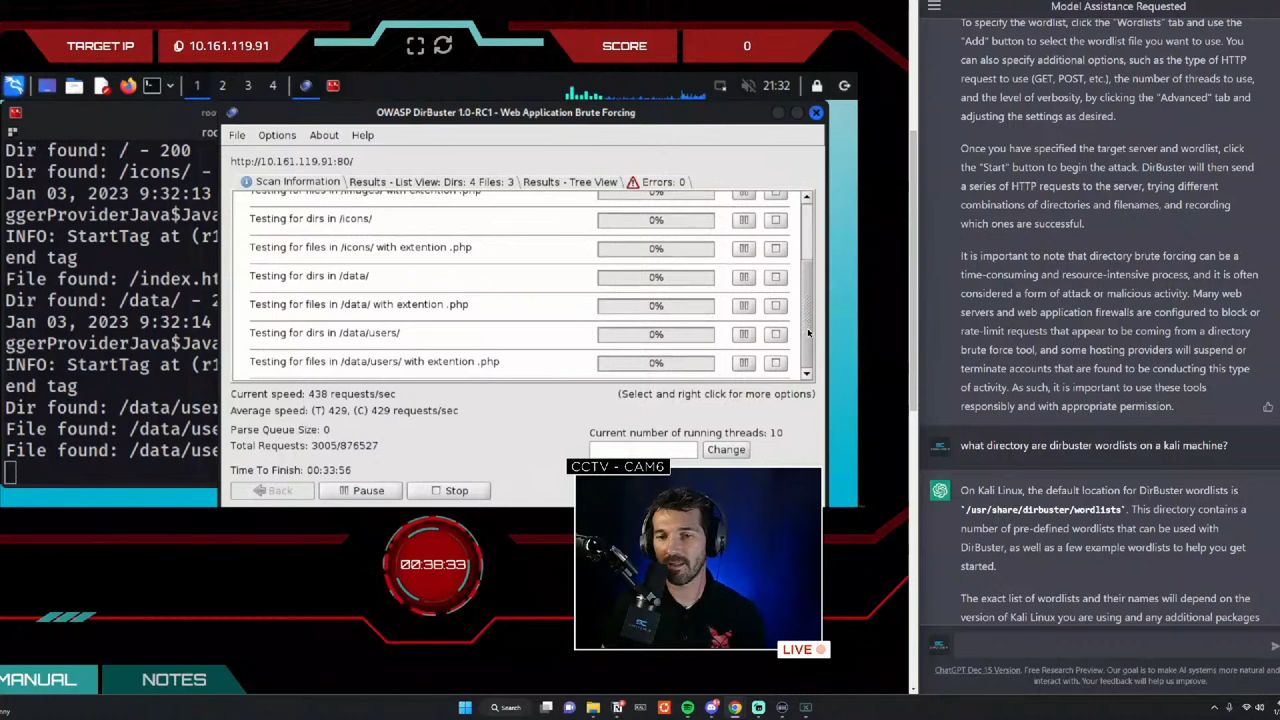 TARGET IP
10.161.119.91
SCORE
0
1
2
3
4
21:32
roo
ro
Dir found: / - 200
Dir found: /icons/ -
Jan 03, 2023 9:32:13
ggerProviderJava$Java
INFO: StartTag at (r1
end tag
File found: /index.ht
Dir found: /data/ - 2
Jan 03, 2023 9:32:14
ggerProviderJava$Java
INFO: StartTag at (r1
end tag
Dir found: /data/user
Dir found: /data/use
Dir found: /data/use
OWASP DirBuster 1.0-RC1 - Web Application Brute Forcing
File
Options
About
Help
http://10.161.119.91:80/
Scan Information
Results - List View: Dirs: 4 Files: 3
Results - Tree View
Errors: 0
Testing for files in /images/ with extention .php
0%
Testing for dirs in /icons/
0%
Testing for files in /icons/ with extention .php
0%
Testing for dirs in /data/
0%
Testing for files in /data/ with extention .php
0%
Testing for dirs in /data/users/
0%
Testing for files in /data/users/ with extention .php
0%
Current speed: 438 requests/sec
(Select and right click for more options)
Average speed: (T) 429, (C) 429 requests/sec
Parse Queue Size: 0
Current number of running threads: 10
Total Requests: 3005/876527
Change
Time To Finish: 00:33:56
Back
Pause
Stop
CCTV - CAM6
00:38:33
LIVE
MANUAL
NOTES
Model Assistance Requested
To specify the wordlist, click the "Wordlists" tab and use the
"Add" button to select the wordlist file you want to use. You
can also specify additional options, such as the type of HTTP
request to use (GET, POST, etc.), the number of threads to use,
and the level of verbosity, by clicking the "Advanced" tab and
adjusting the settings as desired.
Once you have specified the target server and wordlist, click
the "Start" button to begin the attack. DirBuster will then send
a series of HTTP requests to the server, trying different
combinations of directories and filenames, and recording
which ones are successful.
It is important to note that directory brute forcing can be a
time-consuming and resource-intensive process, and it is often
considered a form of attack or malicious activity. Many web
servers and web application firewalls are configured to block or
rate-limit requests that appear to be coming from a directory
brute force tool, and some hosting providers will suspend or
terminate accounts that are found to be conducting this type
of activity. As such, it is important to use these tools
responsibly and with appropriate permission.
what directoy are dirbuster wordlists on a kali machine?
On Kali Linux, the default location for DirBuster wordlists is
`/usr/share/dirbuster/wordlists`. This directory contains a
number of pre-defined wordlists that can be used with
DirBuster, as well as a few example wordlists to help you get
started.
The exact list of wordlists and their names will depend on the
version of Kali Linux you are using and any additional packages
ChatGPT Dec 15 Version. Free Research Preview. Our goal is to make AI systems more natural and
interact with. Your feedback will help us improve.
Search